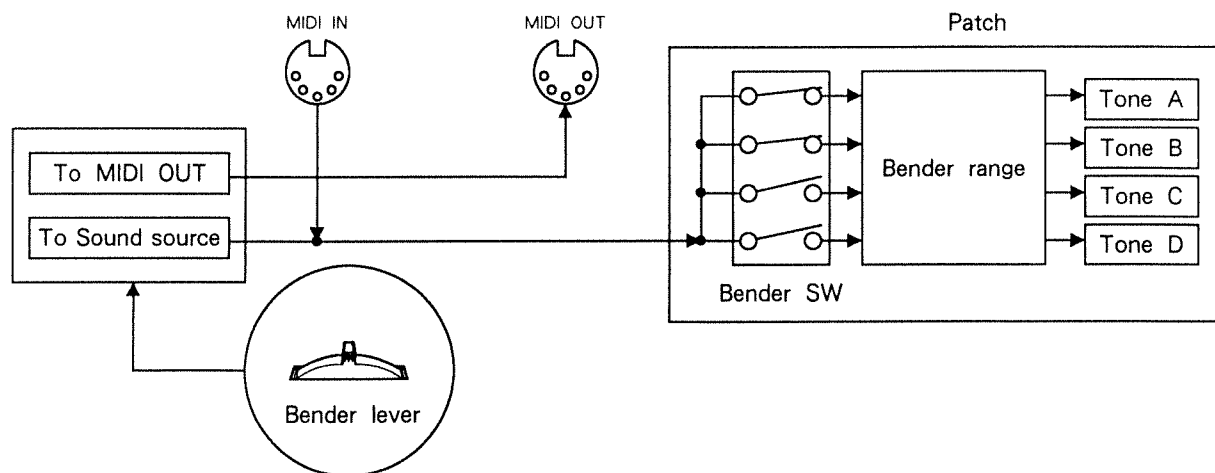 MIDI IN
MIDI OUT
Patch
To MIDI OUT
To Sound source
Bender range
Tone A
Tone B
Tone C
Tone D
Bender SW
Bender lever